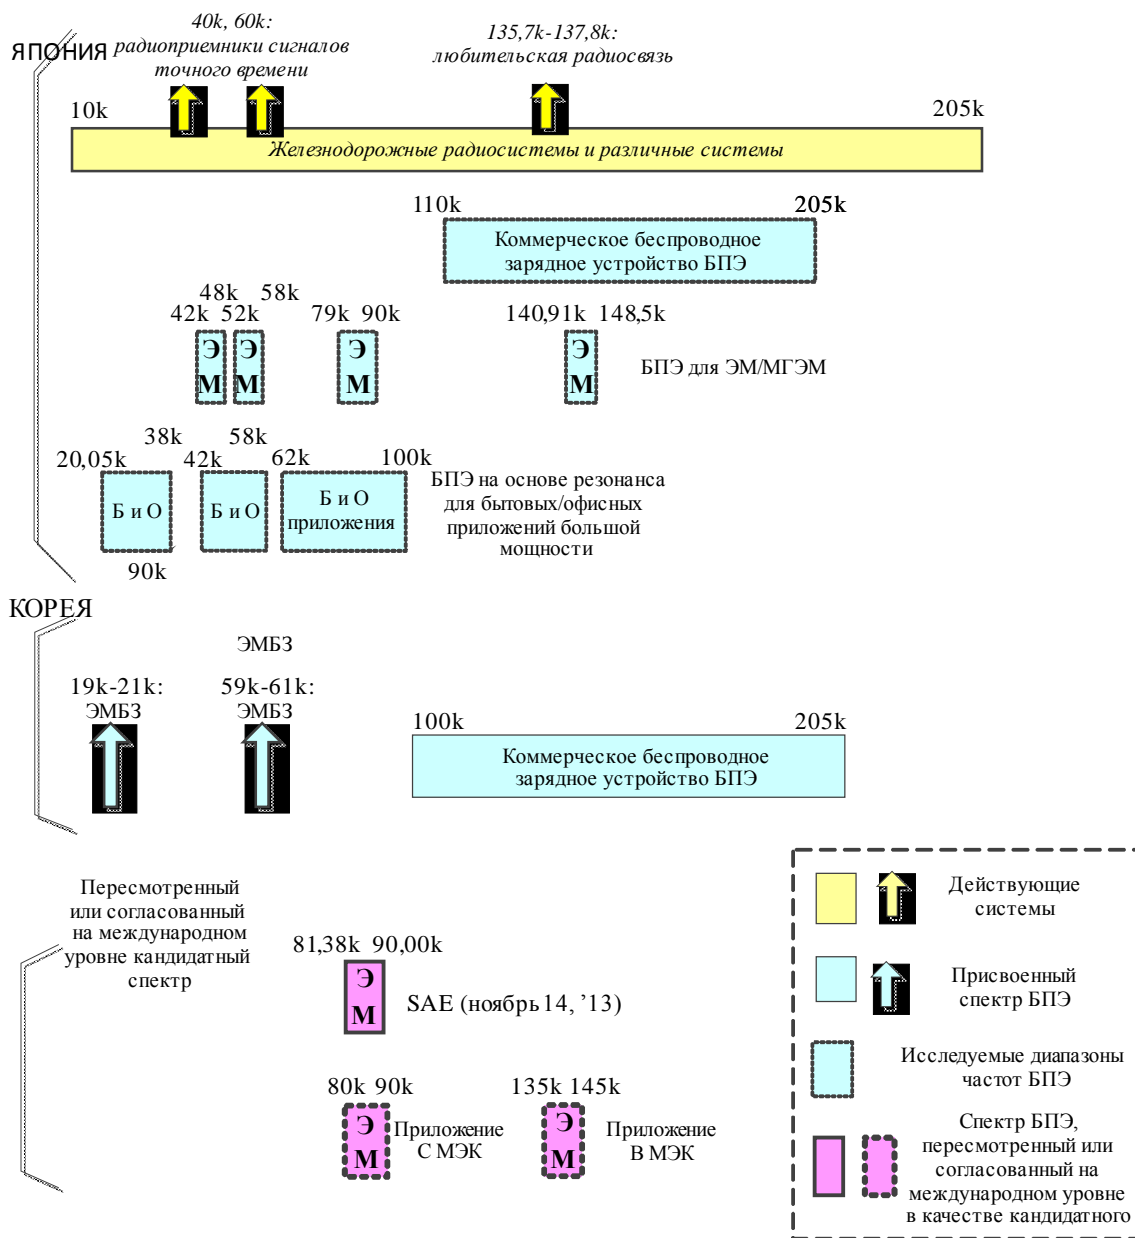 40k, 60k:
радиоприемники сигналов
точного времени
135,7k-137,8k:
любительская радиосвязь
ЯПОНИЯ
10k
205k
Железнодорожные радиосистемы и различные системы
110k
205k
Коммерческое беспроводное
зарядное устройство БПЭ
48k
58k
42k 52k
79k 90k
140,91k 148,5k
Э
М
Э
М
Э
М
Э
М
БПЭ для ЭМ/МГЭМ
38k
58k
20,05k
42k
62k
100k
Б и О
Б и О
Б и О
приложения
БПЭ на основе резонанса
для бытовых/офисных
приложений большой
мощности
90k
КОРЕЯ
ЭМБЗ
19k-21k:
ЭМБЗ
59k-61k:
ЭМБЗ
100k
205k
Коммерческое беспроводное
зарядное устройство БПЭ
Пересмотренный
или согласованный
на международном
уровне кандидатный
спектр
81,38k 90,00k
Э
М
SAE (ноябрь 14, ’13)
80k 90k
Э
М
Приложение
С МЭК
135k 145k
Э
М
Приложение
В МЭК
Действующие
системы
Присвоенный
спектр БПЭ
Исследуемые диапазоны
частот БПЭ
Спектр БПЭ,
пересмотренный или
согласованный на
международном уровне
в качестве кандидатного